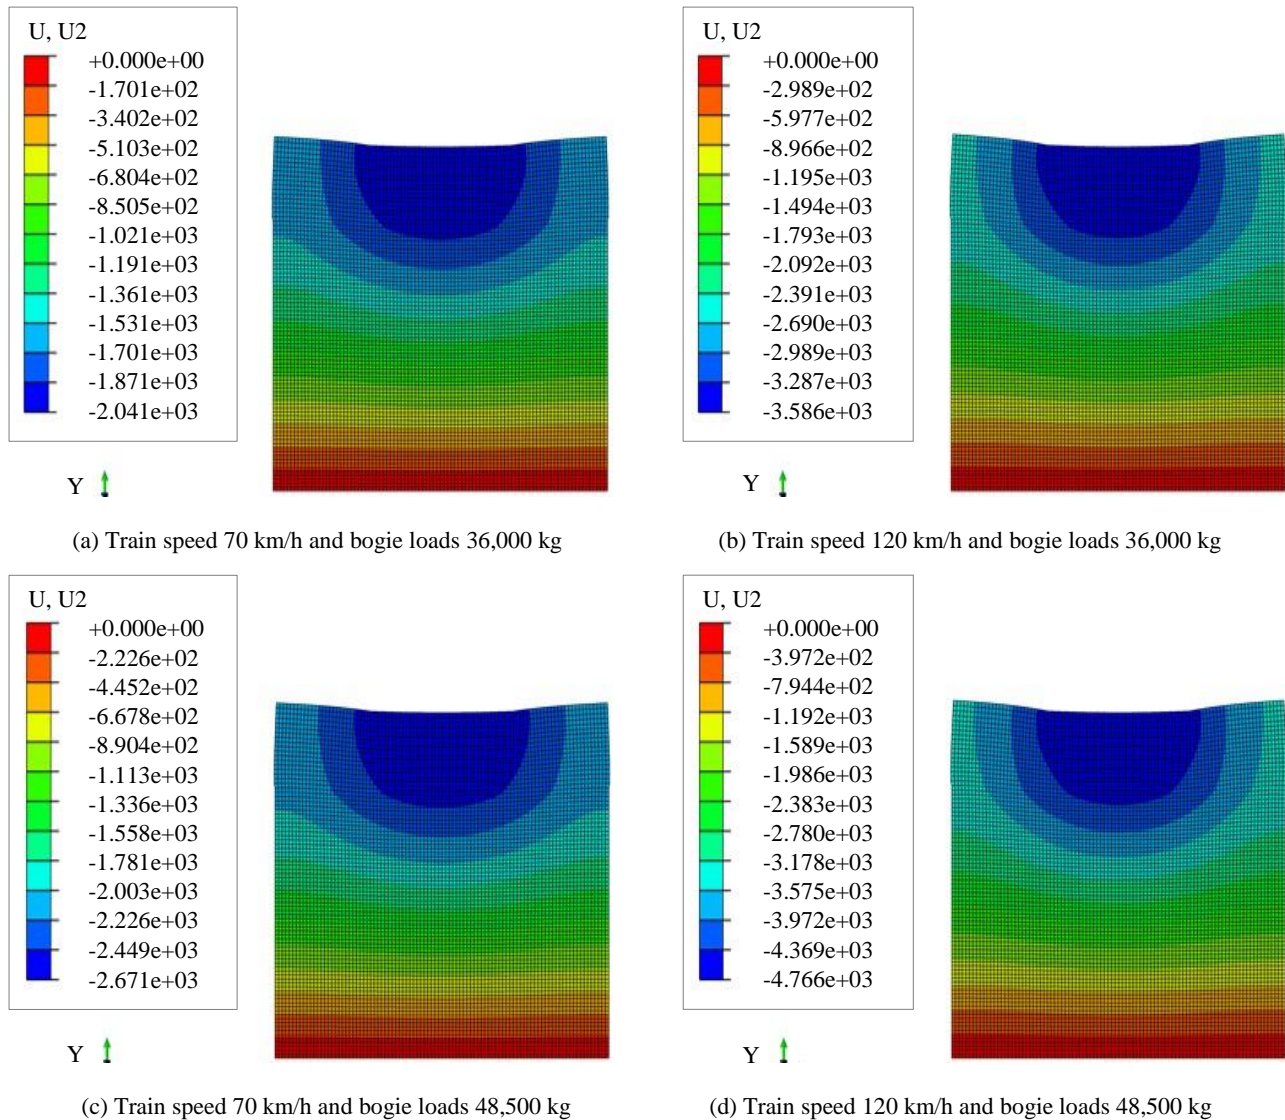 U, U2
+0.000e+00
-1.701e+02
-3.402e+02
-5.103e+02
-6.804e+02
-8.505e+02
-1.021e+03
-1.191e+03
-1.361e+03
-1.531e+03
-1.701e+03
-1.871e+03
-2.041e+03
Y
(a) Train speed 70 km/h and bogie loads 36,000 kg
U, U2
+0.000e+00
-2.989e+02
-5.977e+02
-8.966e+02
-1.195e+03
-1.494e+03
-1.793e+03
-2.092e+03
-2.391e+03
-2.690e+03
-2.989e+03
-3.287e+03
-3.586e+03
Y
(b) Train speed 120 km/h and bogie loads 36,000 kg
U, U2
+0.000e+00
-2.226e+02
-4.452e+02
-6.678e+02
-8.904e+02
-1.113e+03
-1.336e+03
-1.558e+03
-1.781e+03
-2.003e+03
-2.226e+03
-2.449e+03
-2.671e+03
Y
(c) Train speed 70 km/h and bogie loads 48,500 kg
U, U2
+0.000e+00
-3.972e+02
-7.944e+02
-1.192e+03
-1.589e+03
-1.986e+03
-2.383e+03
-2.780e+03
-3.178e+03
-3.575e+03
-3.972e+03
-4.369e+03
-4.766e+03
Y
(d) Train speed 120 km/h and bogie loads 48,500 kg